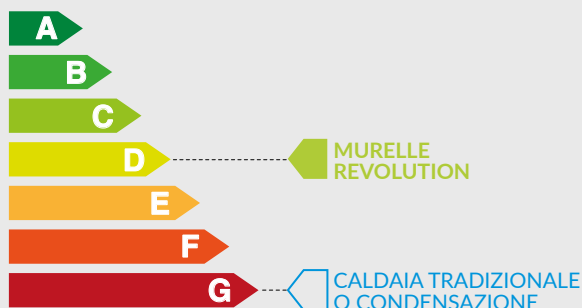 A
B
C
D
MURELLE
REVOLUTION
E
F
G
CALDAIA TRADIZIONALE
O CONDENSAZIONE